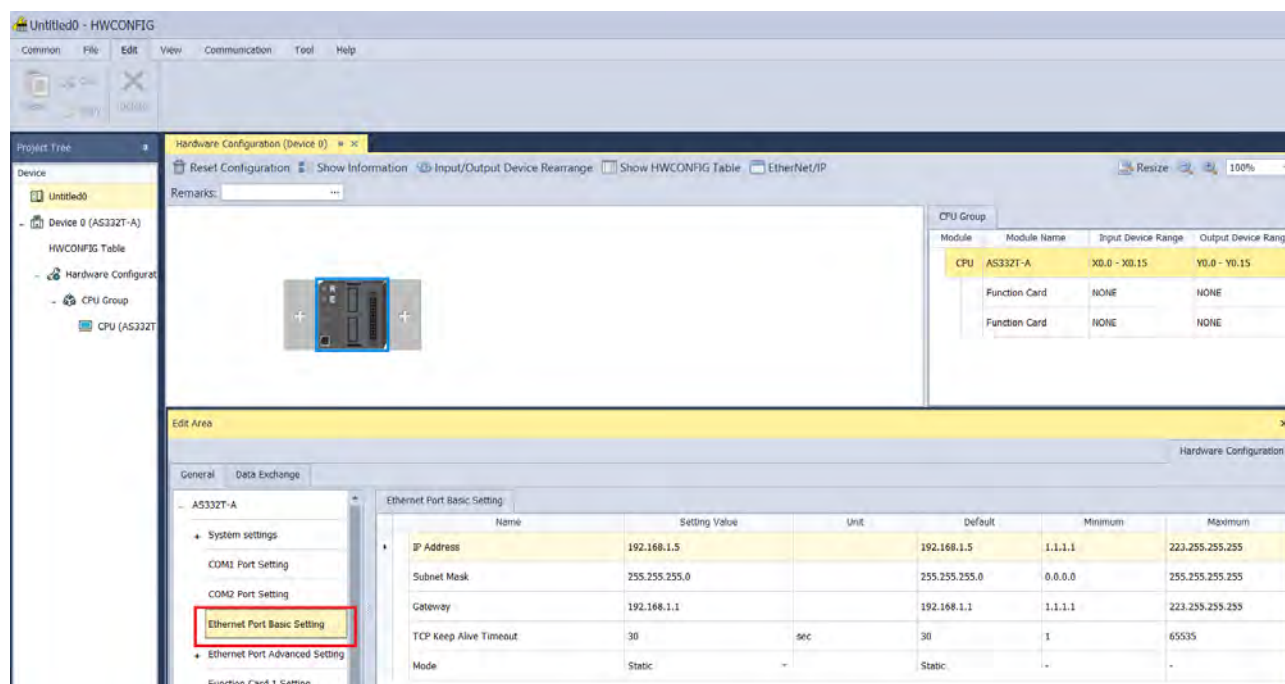 Untitled0 - HWCONFIG
Common File Edit View Communication Tool Help
Delete
Project Tree
Hardware Configuration (Device 0)
Device
Reset Configuration Show Information Input/Output Device Rearrange Show HWCONFIG Table EtherNet/IP Resize 100%
Untitled0
Remarks: ...
Device 0 (AS332T-A)
HWCONFIG Table
Hardware Configurat
CPU Group
CPU (AS332T
CPU Group
Module Module Name Input Device Range Output Device Rang
CPU AS332T-A X0.0 - X0.15 Y0.0 - Y0.15
Function Card NONE NONE
Function Card NONE NONE
Edit Area
Hardware Configuration
General Data Exchange
AS332T-A
System settings
COM1 Port Setting
COM2 Port Setting
Ethernet Port Basic Setting
Ethernet Port Advanced Setting
Function Card 1 Setting
Ethernet Port Basic Setting
Name Setting Value Unit Default Minimum Maximum
IP Address 192.168.1.5 192.168.1.5 1.1.1.1 223.255.255.255
Subnet Mask 255.255.255.0 255.255.255.0 0.0.0.0 255.255.255.255
Gateway 192.168.1.1 192.168.1.1 1.1.1.1 223.255.255.255
TCP Keep Alive Timeout 30 sec 30 1 65535
Mode Static Static - -